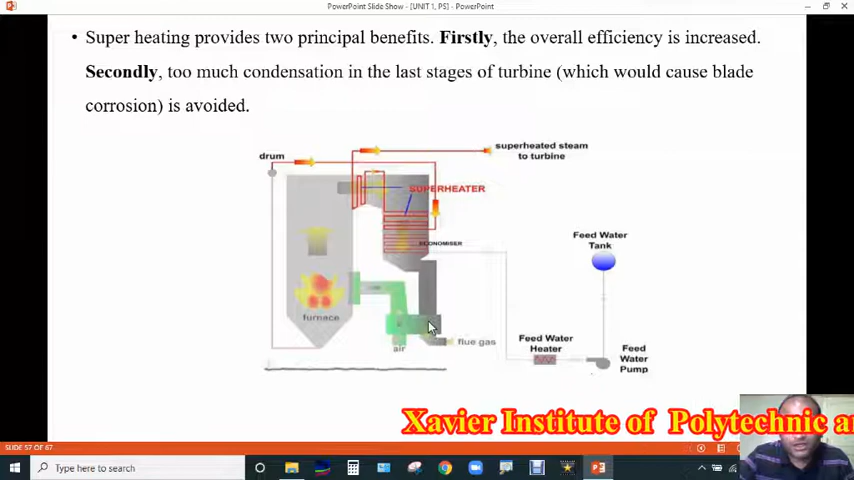 PowerPoint Slide Show - [UNIT 1, PS] - PowerPoint
• Super heating provides two principal benefits. Firstly, the overall efficiency is increased.
Secondly, too much condensation in the last stages of turbine (which would cause blade
corrosion) is avoided.
drum
superheated steam
to turbine
SUPERHEATER
ECONOMISER
Feed Water
Tank
furnace
air
flue gas
Feed Water
Heater
Feed
Water
Pump
Xavier Institute of Polytechnic a
SLIDE 57 OF 67
Type here to search